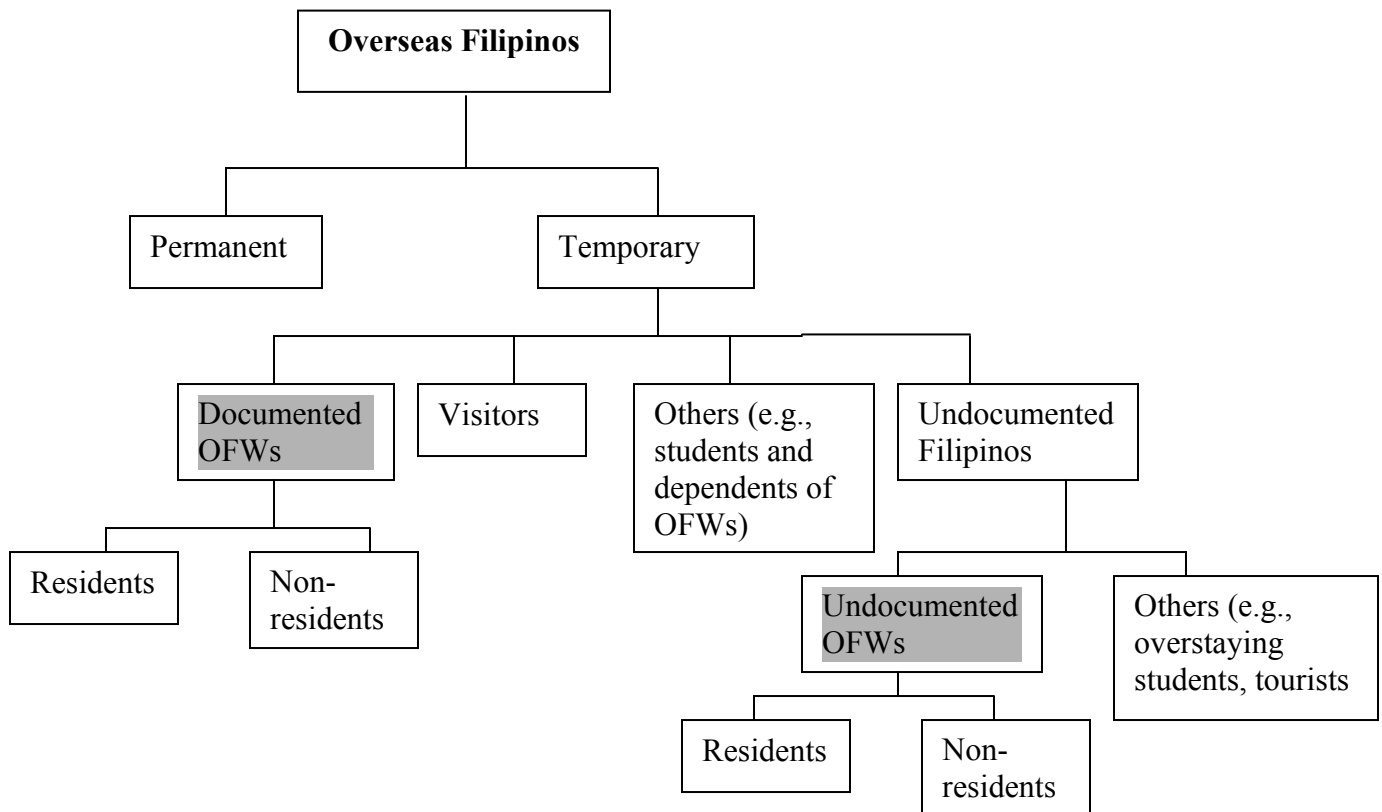 Overseas Filipinos
Permanent
Temporary
Documented
OFWs
Visitors
Others (e.g.,
students and
dependents of
OFWs)
Undocumented
Filipinos
Residents
Non-
residents
Undocumented
OFWs
Others (e.g.,
overstaying
students, tourists
Residents
Non-
residents